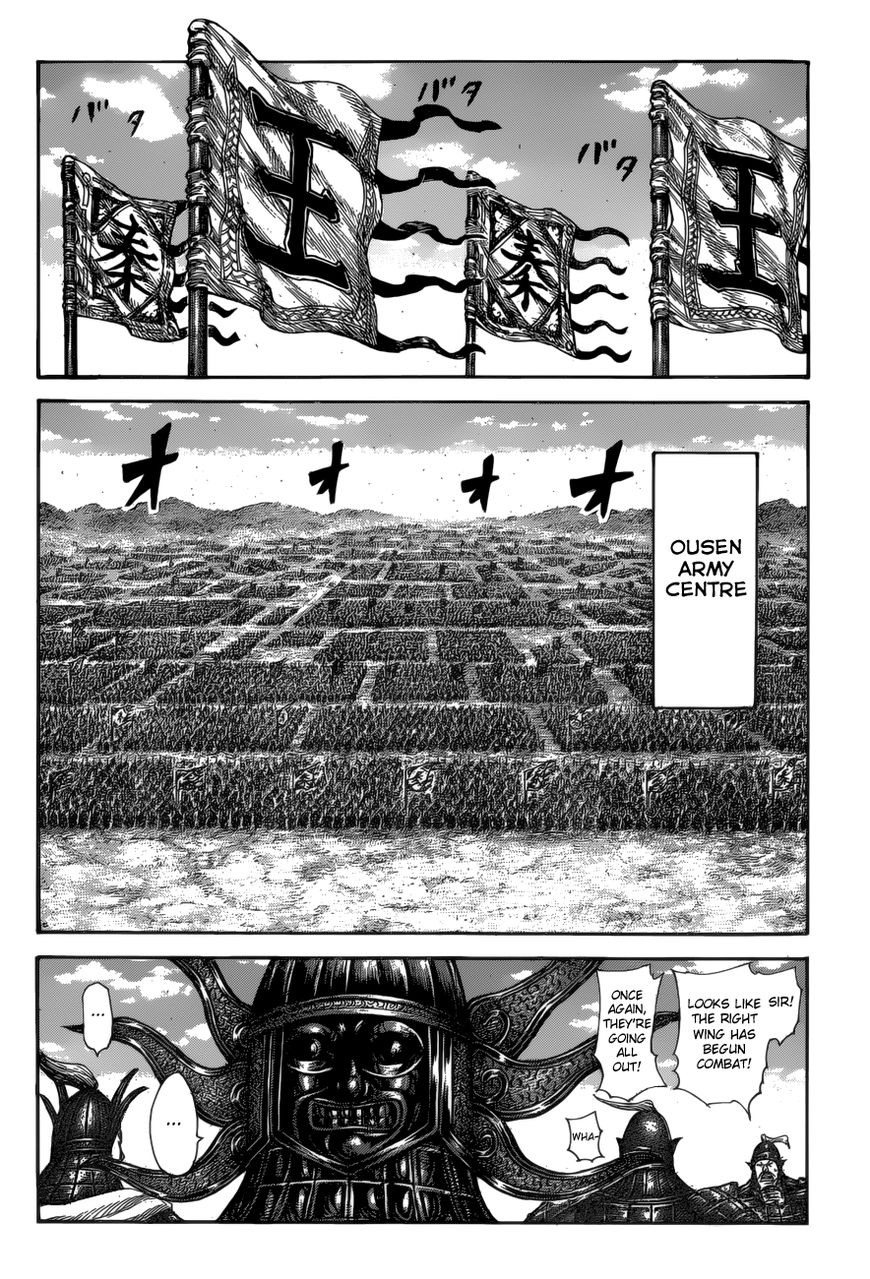 バタ
バタ
バタ
王
王
秦
秦
オ
オ
オ
オ
OUSEN
ARMY
CENTRE
SIR!
LOOKS LIKE
THE RIGHT
WING HAS
BEGUN
COMBAT!
ONCE
AGAIN,
THEY'RE
GOING
ALL
OUT!
WHA-
...
...